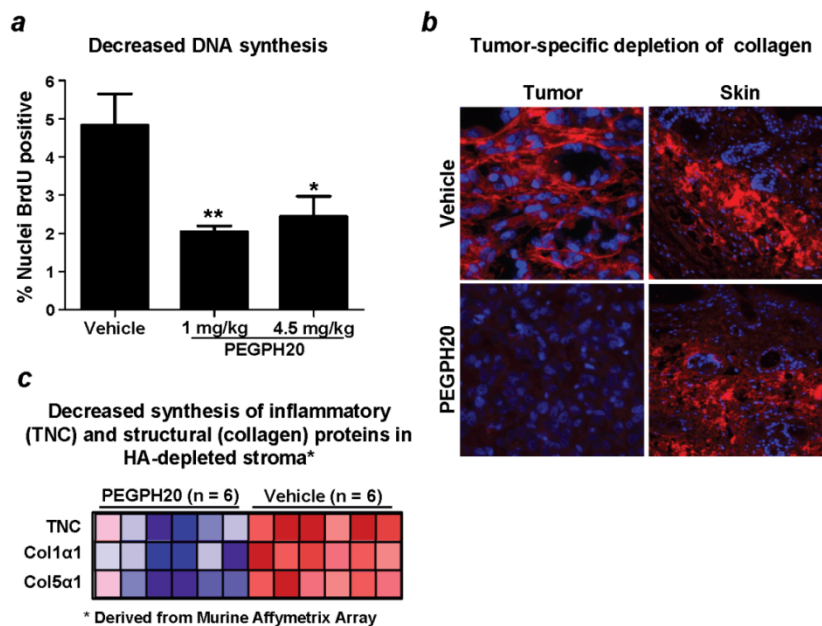 a
Decreased DNA synthesis
% Nuclei BrdU positive
6
5
4
3
2
1
0
**
*
Vehicle
1 mg/kg
4.5 mg/kg
PEGPH20
b
Tumor-specific depletion of collagen
Tumor
Skin
Vehicle
PEGPH20
c
Decreased synthesis of inflammatory
(TNC) and structural (collagen) proteins in
HA-depleted stroma*
PEGPH20 (n = 6)
Vehicle (n = 6)
TNC
Col1α1
Col5α1
* Derived from Murine Affymetrix Array